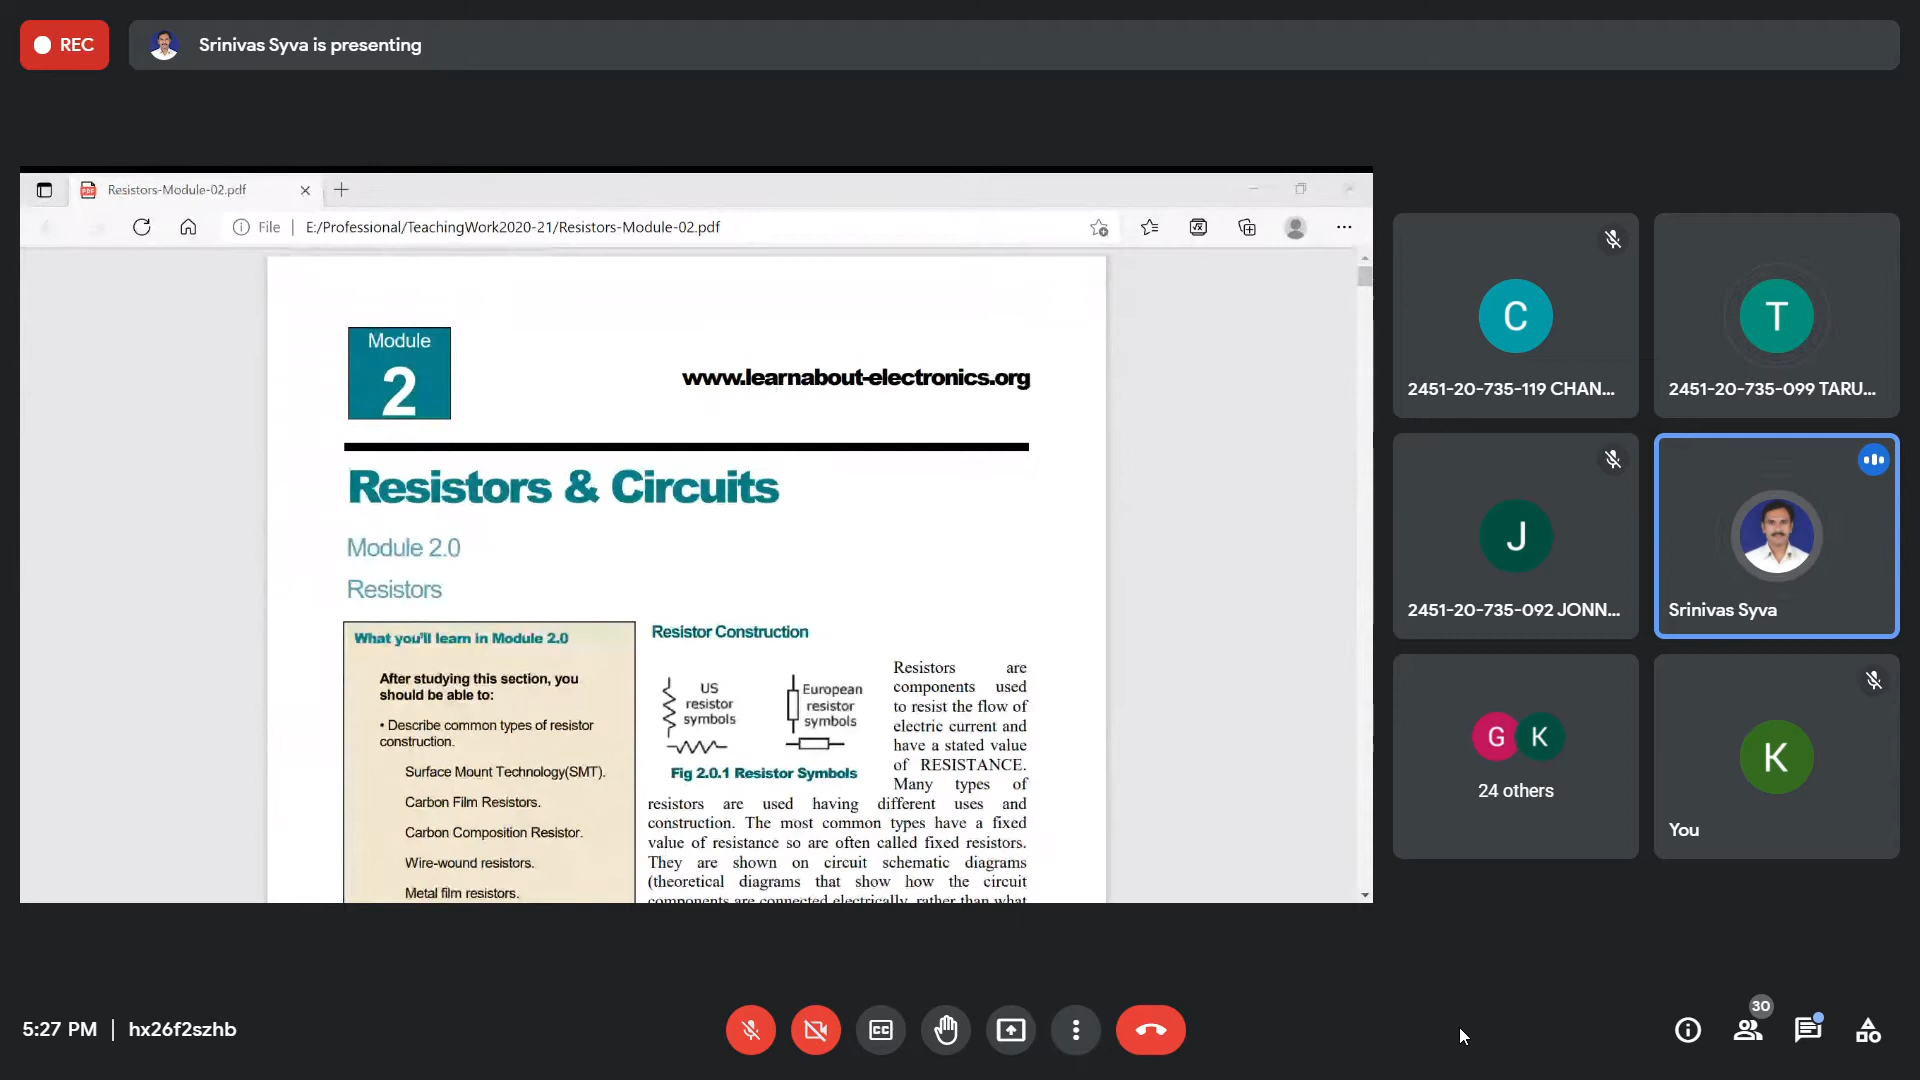 REC
Srinivas Syva is presenting
Resistors-Module-02.pdf
File
E:/Professional/TeachingWork2020-21/Resistors-Module-02.pdf
Module
2
www.learnabout-electronics.org
Resistors & Circuits
Module 2.0
Resistors
What you'll learn in Module 2.0
After studying this section, you
should be able to:
• Describe common types of resistor
construction.
Surface Mount Technology(SMT).
Carbon Film Resistors.
Carbon Composition Resistor.
Wire-wound resistors.
Metal film resistors.
Resistor Construction
US
resistor
symbols
European
resistor
symbols
Fig 2.0.1 Resistor Symbols
Resistors are
components used
to resist the flow of
electric current and
have a stated value
of RESISTANCE.
Many types of
resistors are used having different uses and
construction. The most common types have a fixed
value of resistance so are often called fixed resistors.
They are shown on circuit schematic diagrams
(theoretical diagrams that show how the circuit
components are connected electrically, rather than what
C
2451-20-735-119 CHAN...
T
2451-20-735-099 TARU...
J
2451-20-735-092 JONN...
Srinivas Syva
G K
24 others
K
You
5:27 PM | hx26f2szhb
CC
30